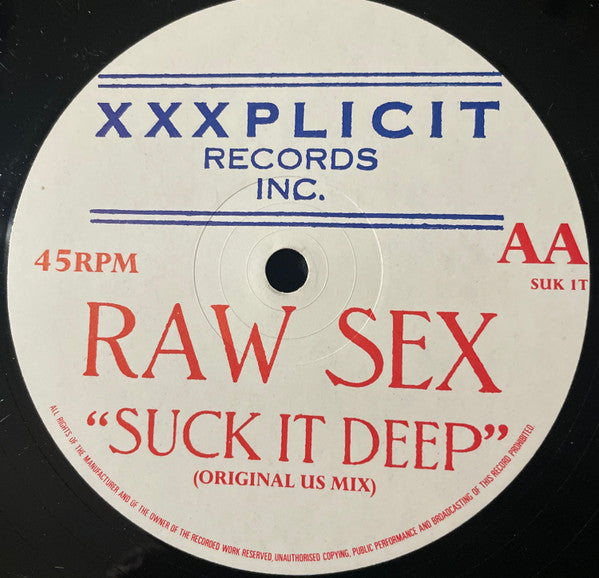 XXXPLICIT
RECORDS
INC.
45RPM
AA
SUK 1T
RAW SEX
“SUCK IT DEEP”
(ORIGINAL US MIX)
ALL RIGHTS OF THE MANUFACTURER AND OF THE OWNER OF THE RECORDED WORK RESERVED. UNAUTHORISED COPYING, PUBLIC PERFORMANCE AND BROADCASTING OF THIS RECORD PROHIBITED.